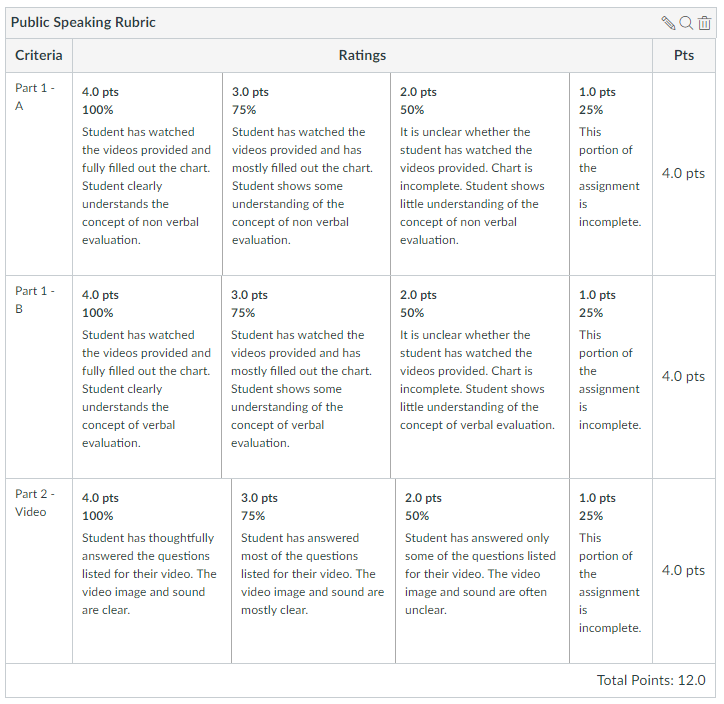 Public Speaking Rubric
Criteria
Ratings
Pts
Part 1 -
A
4.0 pts
100%
Student has watched
the videos provided and
fully filled out the chart.
Student clearly
understands the
concept of non verbal
evaluation.
3.0 pts
75%
Student has watched the
videos provided and has
mostly filled out the chart.
Student shows some
understanding of the
concept of non verbal
evaluation.
2.0 pts
50%
It is unclear whether the
student has watched the
videos provided. Chart is
incomplete. Student shows
little understanding of the
concept of non verbal
evaluation.
1.0 pts
25%
This
portion of
the
assignment
is
incomplete.
4.0 pts
Part 1 -
B
4.0 pts
100%
Student has watched
the videos provided and
fully filled out the chart.
Student clearly
understands the
concept of verbal
evaluation.
3.0 pts
75%
Student has watched the
videos provided and has
mostly filled out the chart.
Student shows some
understanding of the
concept of verbal
evaluation.
2.0 pts
50%
It is unclear whether the
student has watched the
videos provided. Chart is
incomplete. Student shows
little understanding of the
concept of verbal evaluation.
1.0 pts
25%
This
portion of
the
assignment
is
incomplete.
4.0 pts
Part 2 -
Video
4.0 pts
100%
Student has thoughtfully
answered the questions
listed for their video. The
video image and sound
are clear.
3.0 pts
75%
Student has answered
most of the questions
listed for their video. The
video image and sound are
mostly clear.
2.0 pts
50%
Student has answered only
some of the questions listed
for their video. The video
image and sound are often
unclear.
1.0 pts
25%
This
portion of
the
assignment
is
incomplete.
4.0 pts
Total Points: 12.0